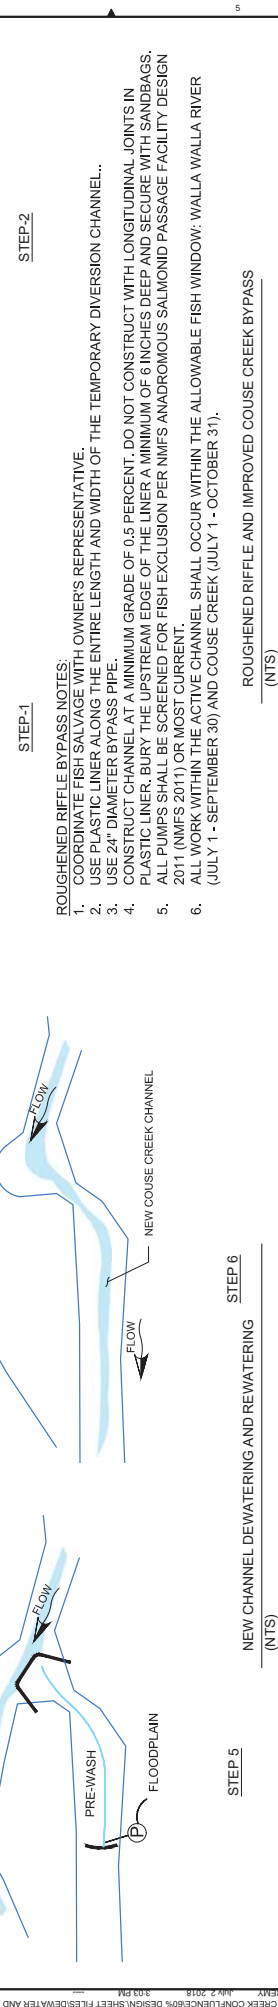 STEP-1
STEP-2
ROUGHENED RIFFLE BYPASS NOTES:
1. COORDINATE FISH SALVAGE WITH OWNER'S REPRESENTATIVE.
2. USE PLASTIC LINER ALONG THE ENTIRE LENGTH AND WIDTH OF THE TEMPORARY DIVERSION CHANNEL..
3. USE 24" DIAMETER BYPASS PIPE.
4. CONSTRUCT CHANNEL AT A MINIMUM GRADE OF 0.5 PERCENT. DO NOT CONSTRUCT WITH LONGITUDINAL JOINTS IN
PLASTIC LINER. BURY THE UPSTREAM EDGE OF THE LINER A MINIMUM OF 6 INCHES DEEP AND SECURE WITH SANDBAGS.
5. ALL PUMPS SHALL BE SCREENED FOR FISH EXCLUSION PER NMFS ANADROMOUS SALMONID PASSAGE FACILITY DESIGN
2011 (NMFS 2011) OR MOST CURRENT.
6. ALL WORK WITHIN THE ACTIVE CHANNEL SHALL OCCUR WITHIN THE ALLOWABLE FISH WINDOW: WALLA WALLA RIVER
(JULY 1 - SEPTEMBER 30) AND COUSE CREEK (JULY 1 - OCTOBER 31).
ROUGHENED RIFFLE AND IMPROVED COUSE CREEK BYPASS
(NTS)
5
FLOW
PRE-WASH
P
FLOODPLAIN
FLOW
FLOW
NEW COUSE CREEK CHANNEL
STEP 5
STEP 6
NEW CHANNEL DEWATERING AND REWATERING
(NTS)
July 2, 2018
3:03 PM
CREEK CONFLUENCE\60% DESIGN\SHEET FILES\DEWATER AND